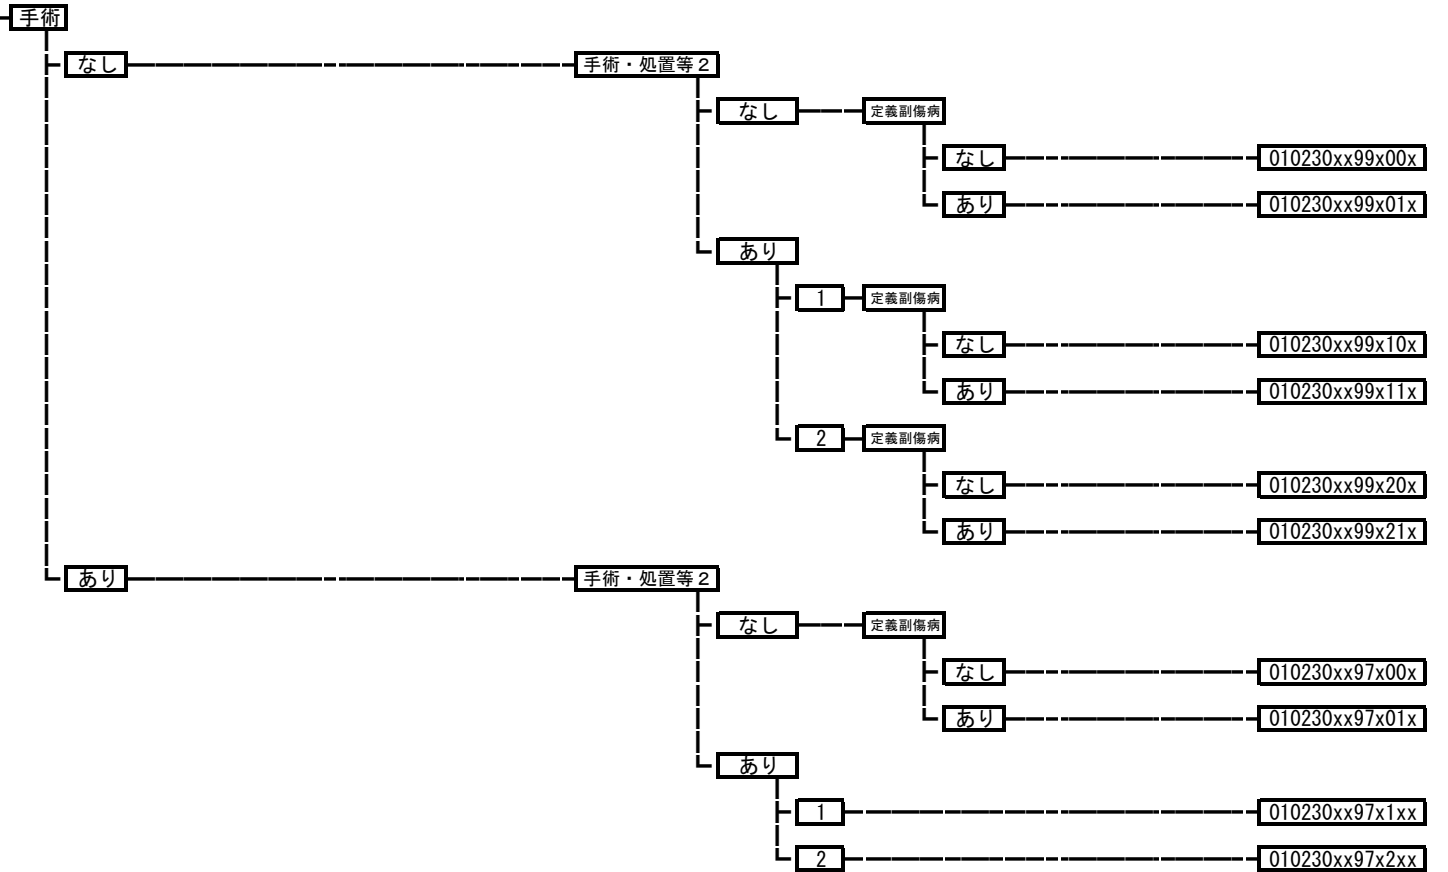 手術
なし 手術・処置等2
なし 定義副傷病
なし 010230xx99x00x
あり 010230xx99x01x
あり
1 定義副傷病
なし 010230xx99x10x
あり 010230xx99x11x
2 定義副傷病
なし 010230xx99x20x
あり 010230xx99x21x
あり 手術・処置等2
なし 定義副傷病
なし 010230xx97x00x
あり 010230xx97x01x
あり
1 010230xx97x1xx
2 010230xx97x2xx